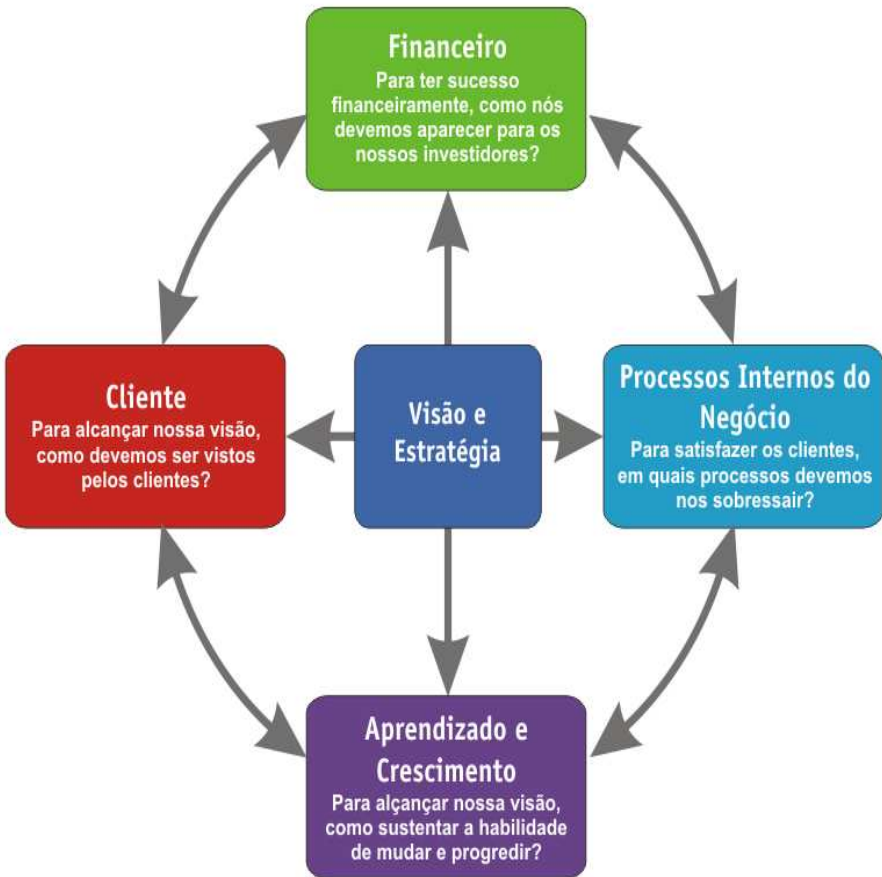 Financeiro
Para ter sucesso
financeiramente, como nós
devemos aparecer para os
nossos investidores?
Cliente
Para alcançar nossa visão,
como devemos ser vistos
pelos clientes?
Visão e
Estratégia
Processos Internos do
Negócio
Para satisfazer os clientes,
em quais processos devemos
nos sobressair?
Aprendizado e
Crescimento
Para alçançar nossa visão,
como sustentar a habilidade
de mudar e progredir?